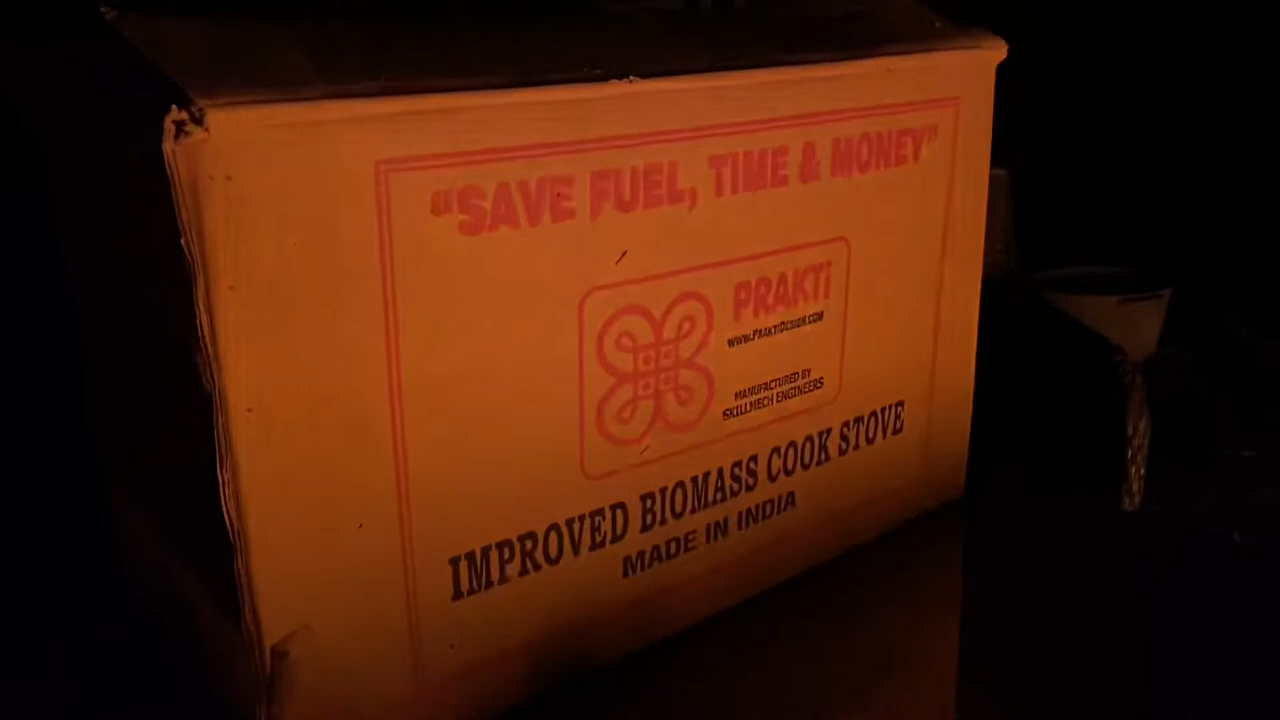 "SAVE FUEL, TIME & MONEY"
PRAKTi
WWW.PRAKTIDESIGN.COM
MANUFACTURED BY
SKILLMECH ENGINEERS
IMPROVED BIOMASS COOK STOVE
MADE IN INDIA